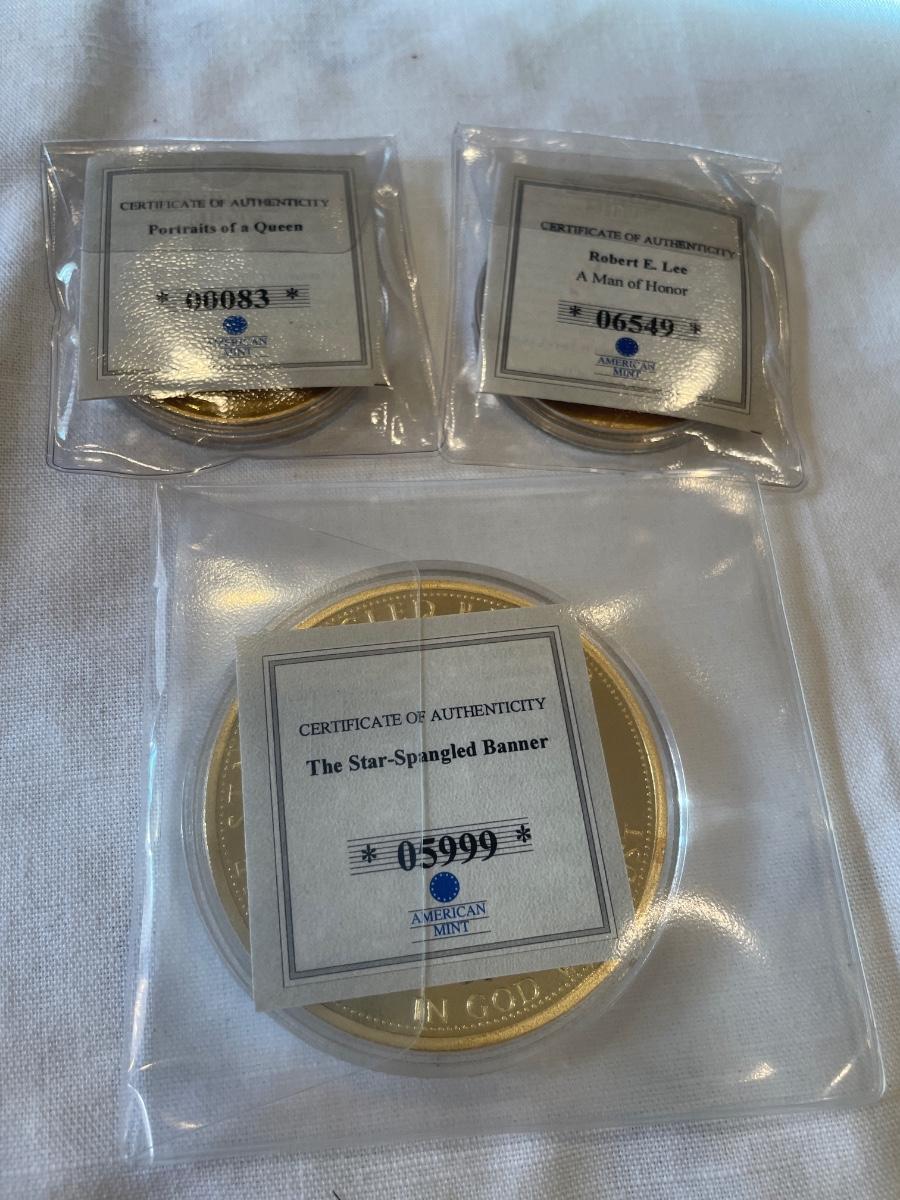 CERTIFICATE OF AUTHENTICITY
Portraits of a Queen
* 00083 *
AMERICAN
MINT
CERTIFICATE OF AUTHENTICITY
Robert E. Lee
A Man of Honor
* 06549 *
AMERICAN
MINT
CERTIFICATE OF AUTHENTICITY
The Star-Spangled Banner
* 05999 *
AMERICAN
MINT
IN GOD